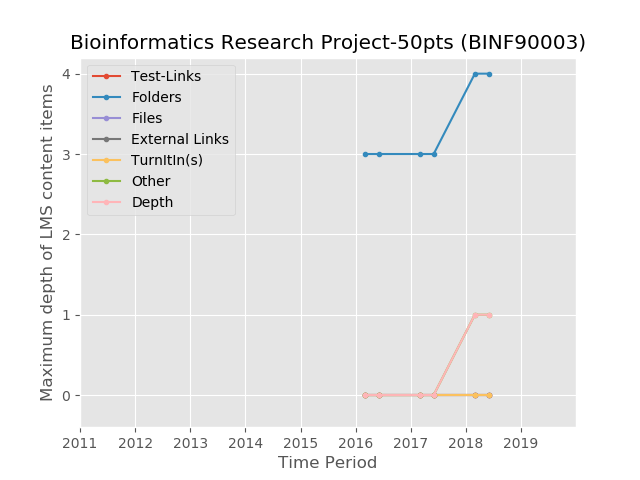 Bioinformatics Research Project-50pts (BINF90003)
Test-Links
Folders
Files
External Links
TurnItIn(s)
Other
Depth
Maximum depth of LMS content items
4
3
2
1
0
2011 2012 2013 2014 2015 2016 2017 2018 2019
Time Period